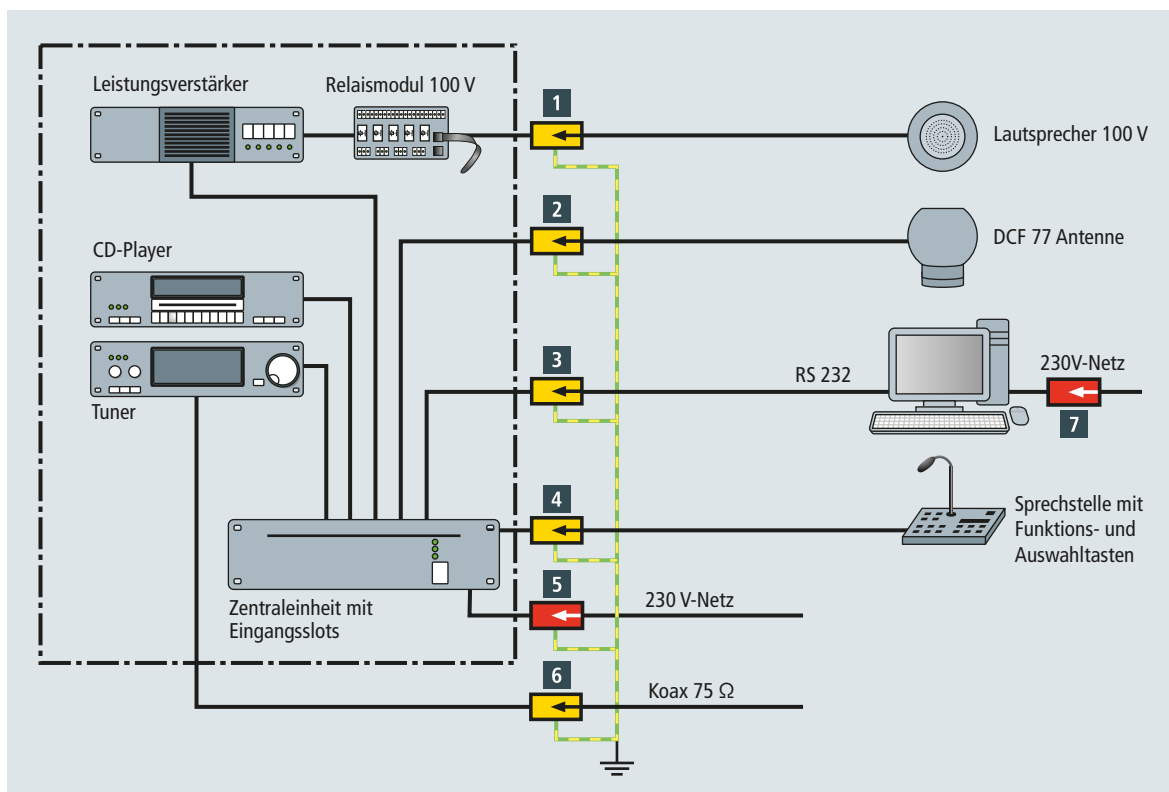 Leistungsverstärker
Relaismodul 100 V
1
Lautsprecher 100 V
2
DCF 77 Antenne
CD-Player
3
RS 232
230V-Netz
7
Tuner
4
Sprechstelle mit
Funktions- und
Auswahltasten
5
230 V-Netz
Zentraleinheit mit
Eingangsslots
6
Koax 75 Ω